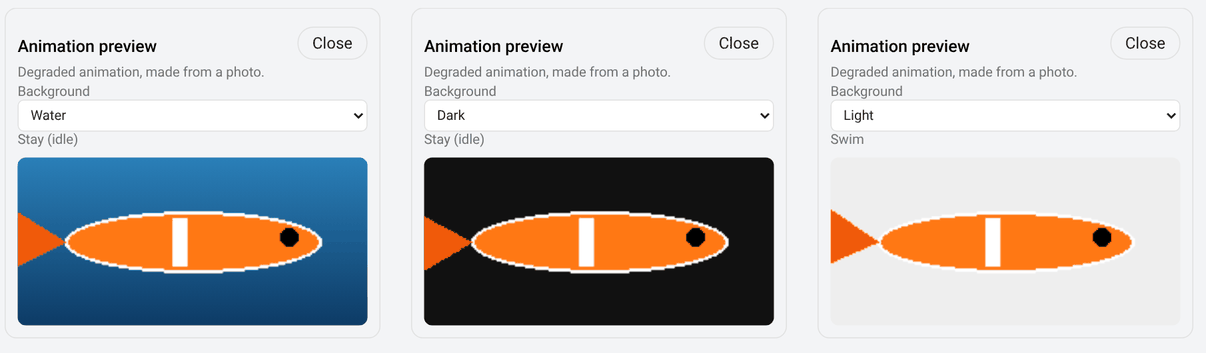 Animation preview
Close
Degraded animation, made from a photo.
Background
Water
Stay (idle)
Animation preview
Close
Degraded animation, made from a photo.
Background
Dark
Stay (idle)
Animation preview
Close
Degraded animation, made from a photo.
Background
Light
Swim